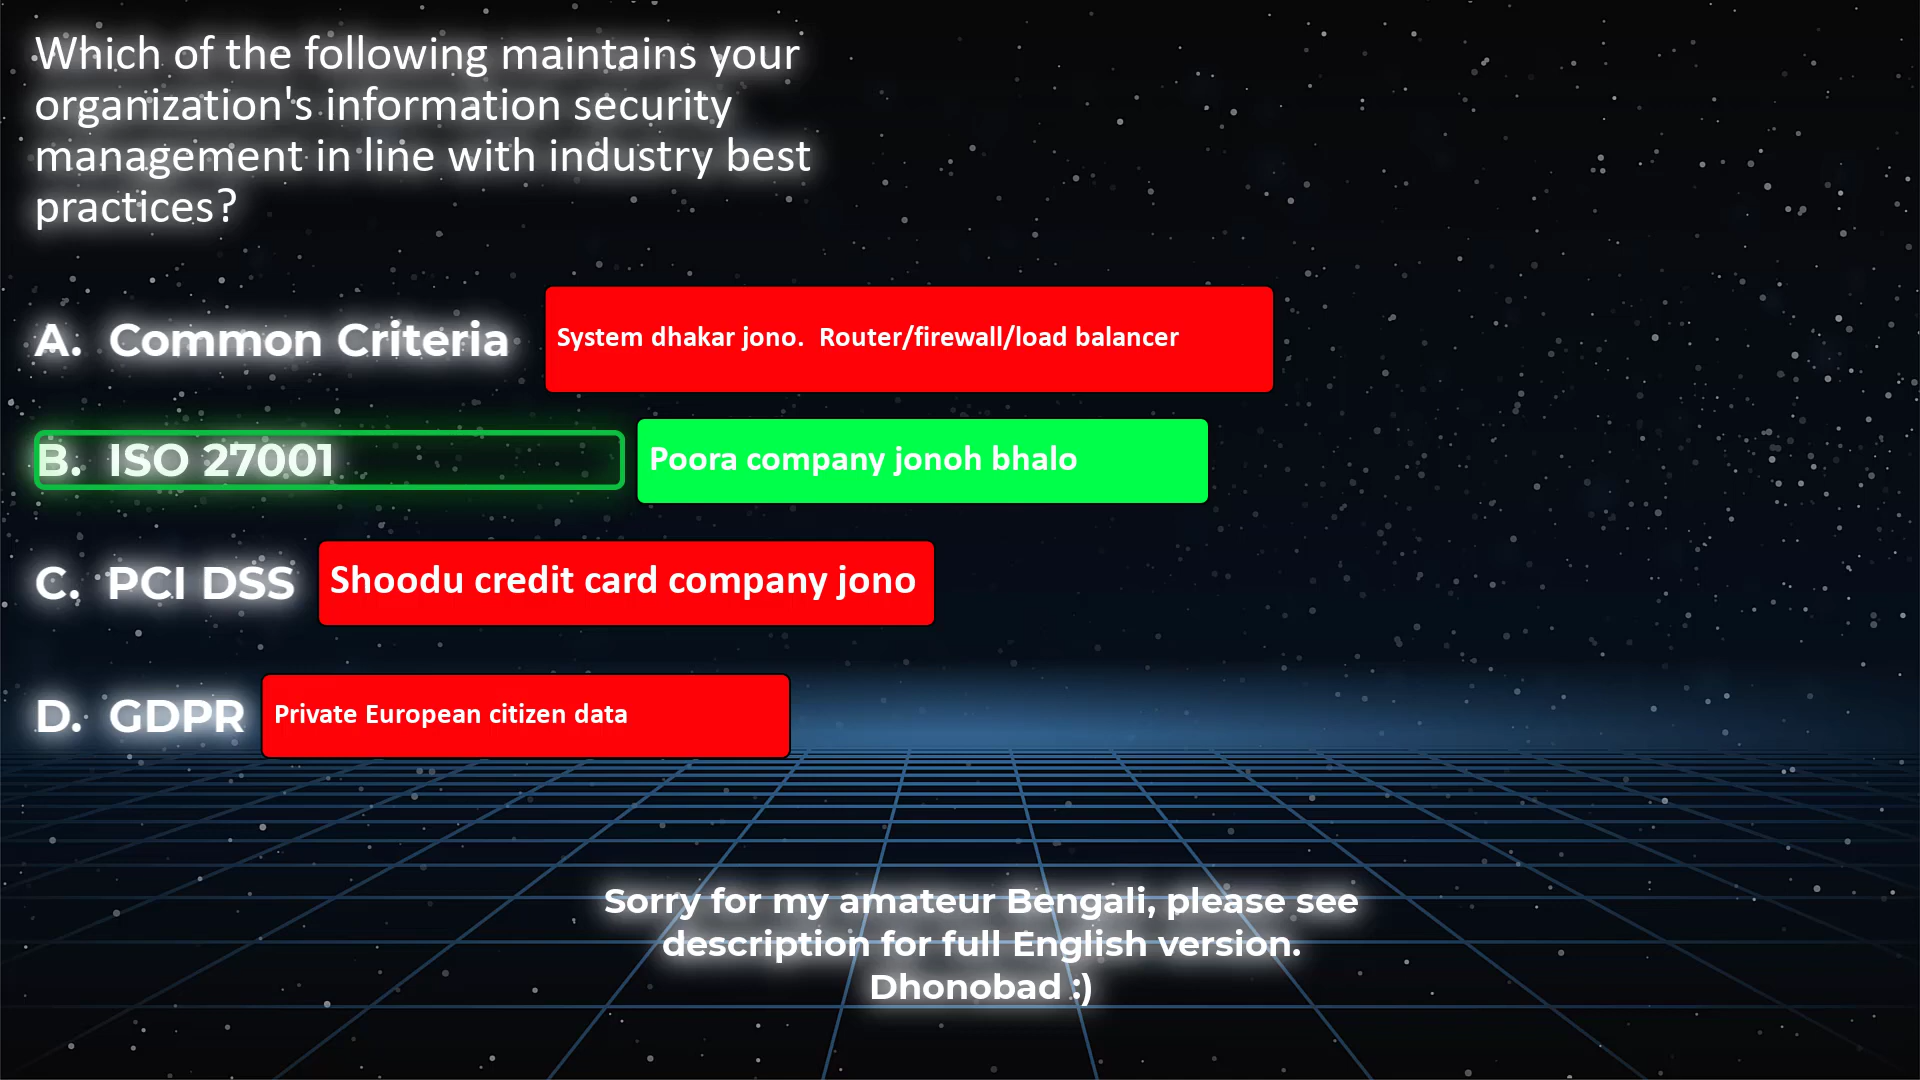 Which of the following maintains your
organization's information security
management in line with industry best
practices?
A. Common Criteria
System dhakar jono. Router/firewall/load balancer
B. ISO 27001
Poora company jonoh bhalo
C. PCI DSS
Shoodu credit card company jono
D. GDPR
Private European citizen data
Sorry for my amateur Bengali, please see
description for full English version.
Dhonobad :)